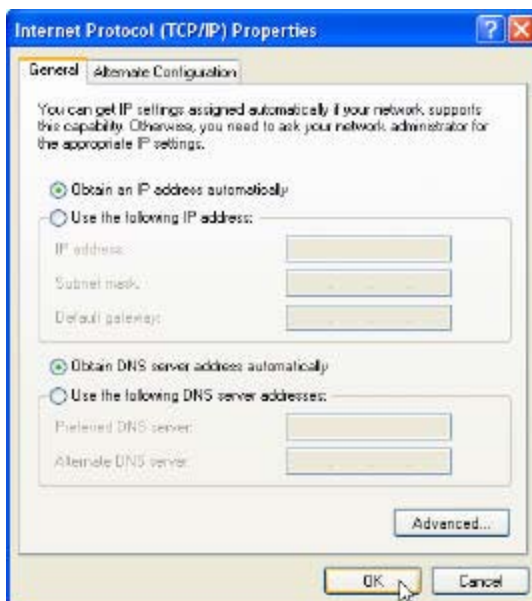 Internet Protocol (TCP/IP) Properties
General
Alternate Configuration
You can get IP settings assigned automatically if your network supports
this capability. Otherwise, you need to ask your network administrator for
the appropriate IP settings.
Obtain an IP address automatically
Use the following IP address:
IP address:
Subnet mask:
Default gateway:
Obtain DNS server address automatically
Use the following DNS server addresses:
Preferred DNS server:
Alternate DNS server:
Advanced...
OK
Cancel